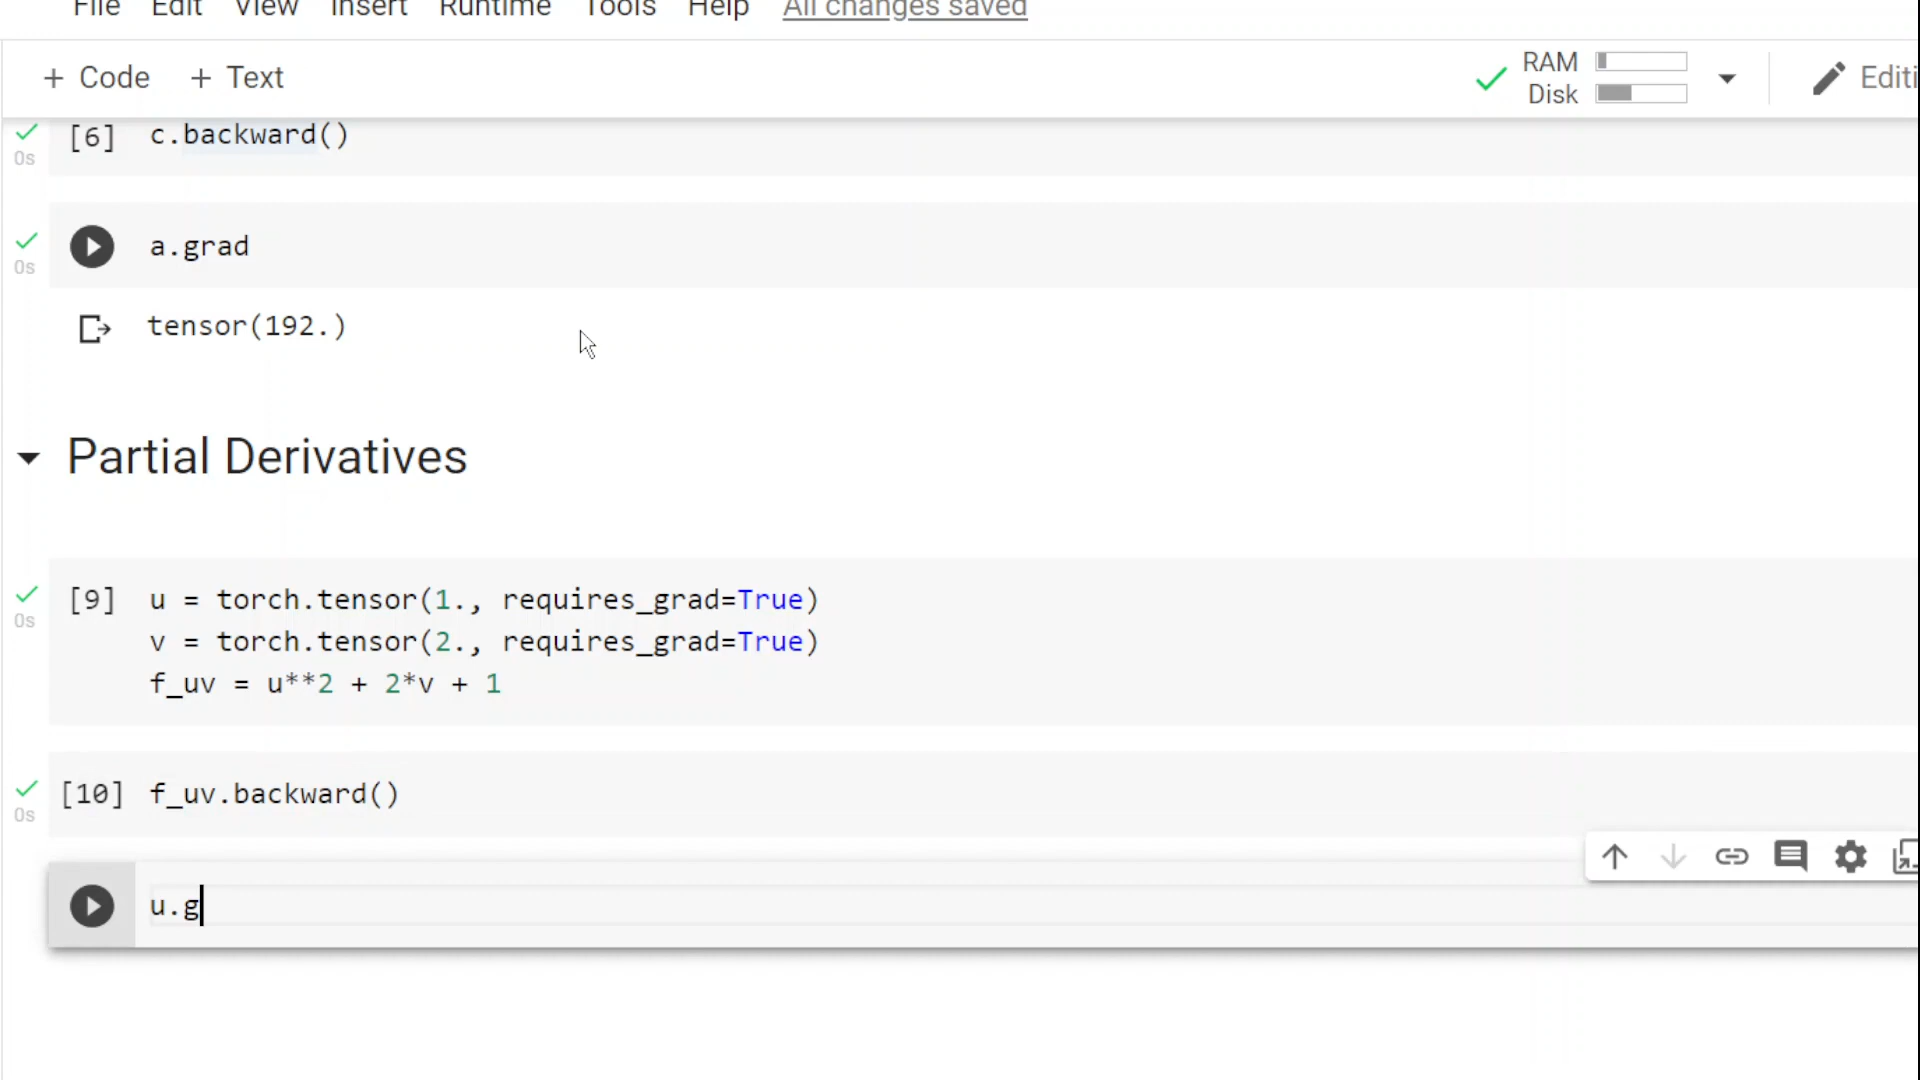 File Edit View Insert Runtime Tools Help All changes saved
+ Code + Text
RAM
Disk
Editi
[6] c.backward()
0s
a.grad
0s
tensor(192.)
Partial Derivatives
[9] u = torch.tensor(1., requires_grad=True)
0s
v = torch.tensor(2., requires_grad=True)
f_uv = u**2 + 2*v + 1
[10] f_uv.backward()
0s
u.g